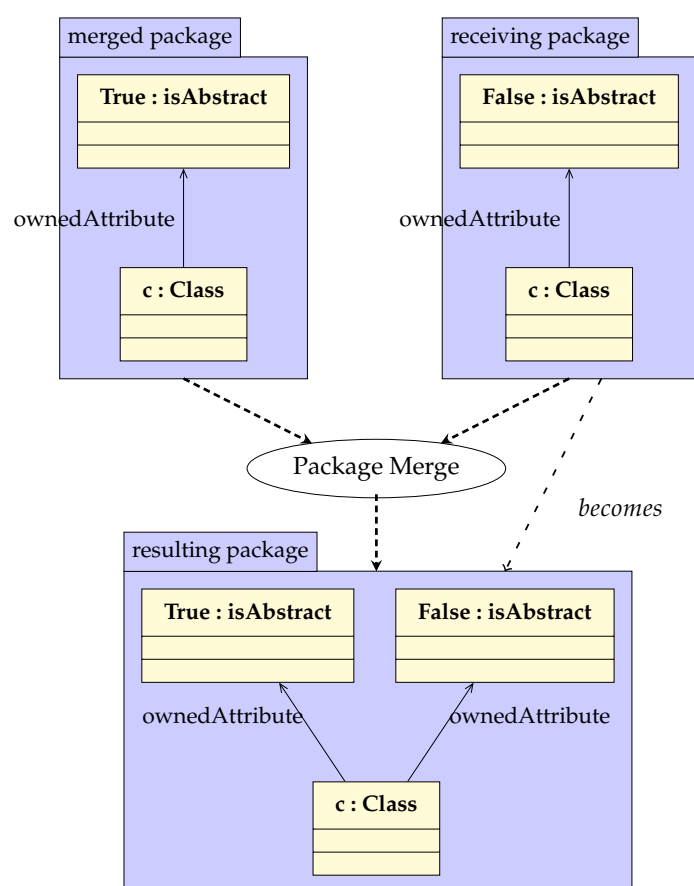 merged package
receiving package
True : isAbstract
False : isAbstract
ownedAttribute
ownedAttribute
c : Class
c : Class
Package Merge
becomes
resulting package
True : isAbstract
False : isAbstract
ownedAttribute
ownedAttribute
c : Class